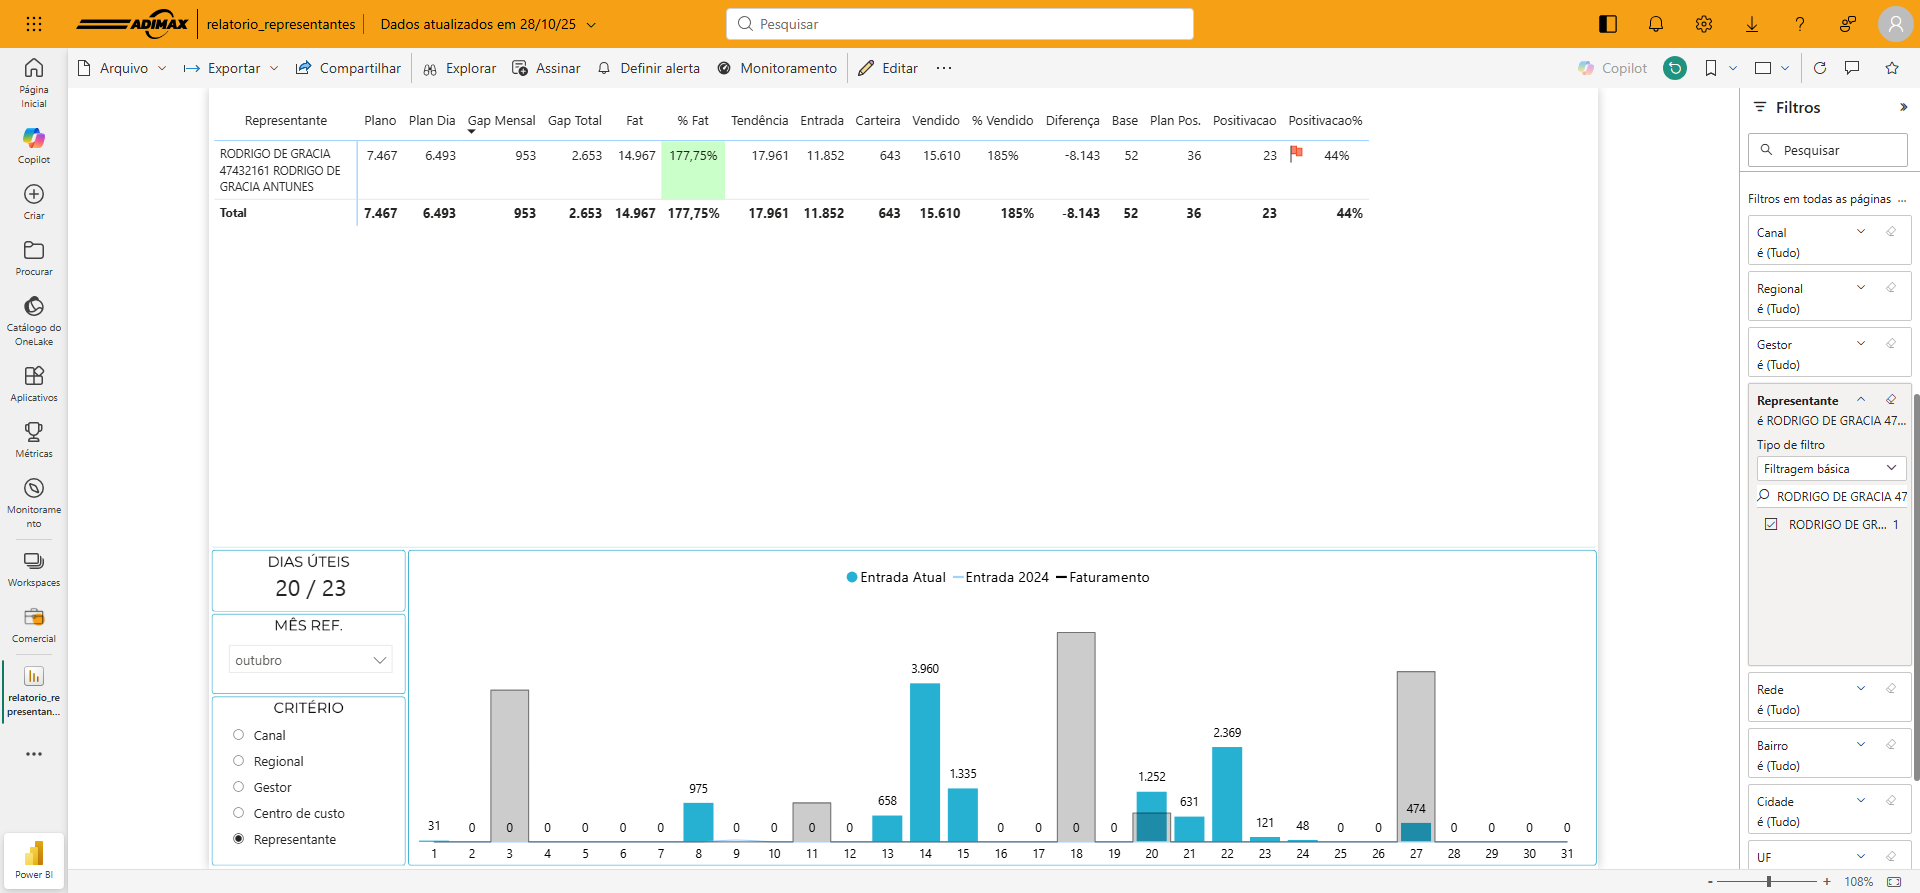 ADIMAX
relatorio_representantes
Dados atualizados em 28/10/25
Pesquisar
Arquivo
Exportar
Compartilhar
Explorar
Assinar
Definir alerta
Monitoramento
Editar
Copilot
Página
Inicial
Copilot
Criar
Procurar
Catálogo do
OneLake
Aplicativos
Métricas
Monitorame
nto
Workspaces
Comercial
relatorio_re
presentan...
Power BI
Representante Plano Plan Dia Gap Mensal Gap Total Fat % Fat Tendência Entrada Carteira Vendido % Vendido Diferença Base Plan Pos. Positivacao Positivacao%
RODRIGO DE GRACIA
47432161 RODRIGO DE
GRACIA ANTUNES
7.467 6.493 953 2.653 14.967 177,75% 17.961 11.852 643 15.610 185% -8.143 52 36 23 44%
Total 7.467 6.493 953 2.653 14.967 177,75% 17.961 11.852 643 15.610 185% -8.143 52 36 23 44%
DIAS ÚTEIS
20 / 23
MÊS REF.
outubro
CRITÉRIO
Canal
Regional
Gestor
Centro de custo
Representante
Entrada Atual Entrada 2024 Faturamento
31 0 0 0 0 0 0 975 0 0 0 0 658 3.960 1.335 0 0 0 0 1.252 631 2.369 121 48 0 0 474 0 0 0 0
1 2 3 4 5 6 7 8 9 10 11 12 13 14 15 16 17 18 19 20 21 22 23 24 25 26 27 28 29 30 31
Filtros
Pesquisar
Filtros em todas as páginas ...
Canal
é (Tudo)
Regional
é (Tudo)
Gestor
é (Tudo)
Representante
é RODRIGO DE GRACIA 47...
Tipo de filtro
Filtragem básica
RODRIGO DE GRACIA 47
RODRIGO DE GR... 1
Rede
é (Tudo)
Bairro
é (Tudo)
Cidade
é (Tudo)
UF
- + 108%